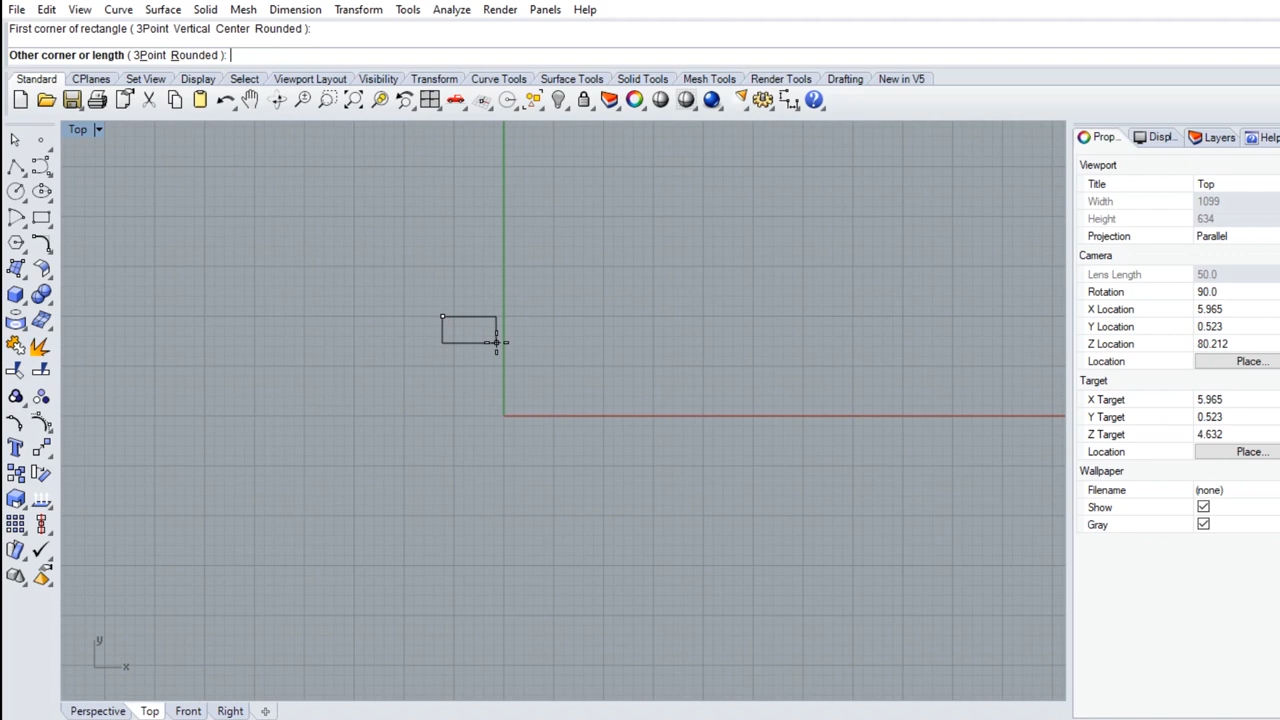 File Edit View Curve Surface Solid Mesh Dimension Transform Tools Analyze Render Panels Help
First corner of rectangle ( 3Point Vertical Center Rounded ):
Other corner or length ( 3Point Rounded ):
Standard CPlanes Set View Display Select Viewport Layout Visibility Transform Curve Tools Surface Tools Solid Tools Mesh Tools Render Tools Drafting New in V5
Top
Prop... Displ... Layers Help
Viewport
Title Top
Width 1099
Height 634
Projection Parallel
Camera
Lens Length 50.0
Rotation 90.0
X Location 5.965
Y Location 0.523
Z Location 80.212
Location Place...
Target
X Target 5.965
Y Target 0.523
Z Target 4.632
Location Place...
Wallpaper
Filename (none)
Show
Gray
y
x
Perspective Top Front Right